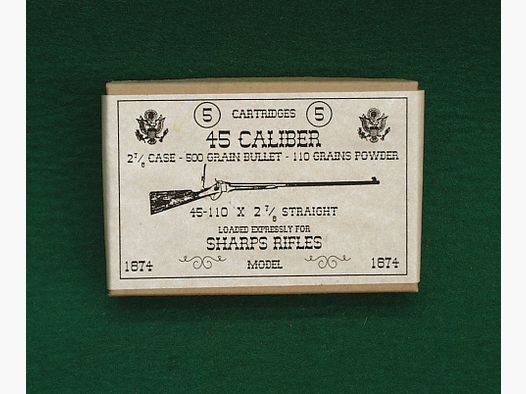 5 CARTRIDGES 5
45 CALIBER
2 7/8 CASE - 500 GRAIN BULLET - 110 GRAINS POWDER
45-110 X 2 7/8 STRAIGHT
LOADED EXPRESSLY FOR
SHARPS RIFLES
1874 MODEL 1874